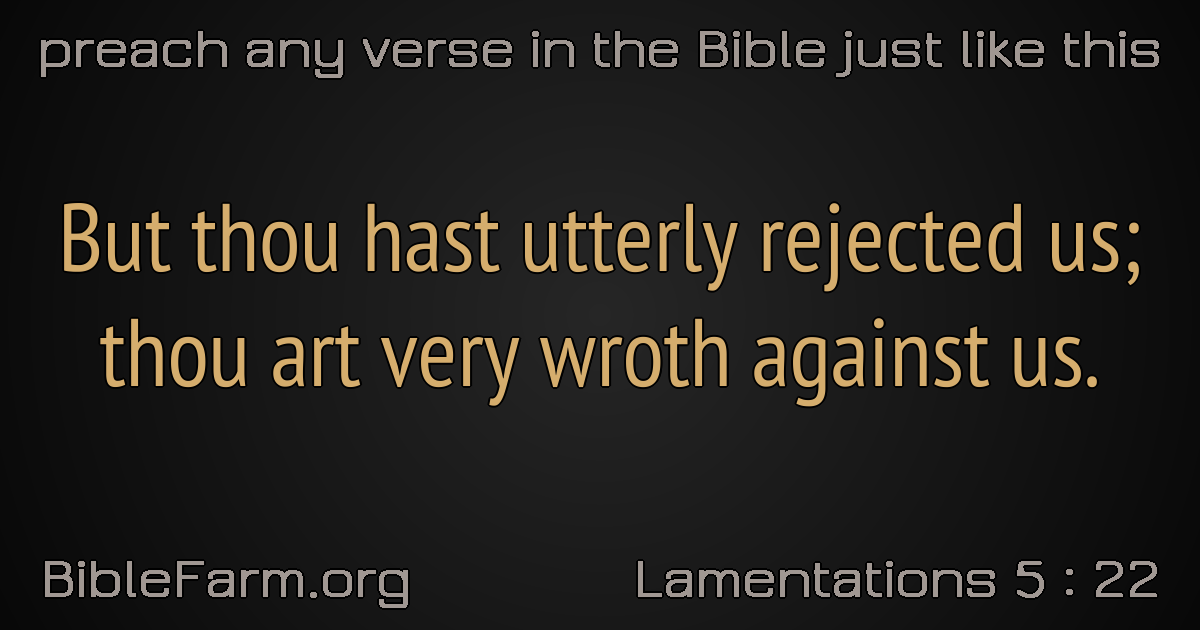 preach any verse in the Bible just like this
But thou hast utterly rejected us;
thou art very wroth against us.
BibleFarm.org
Lamentations 5 : 22